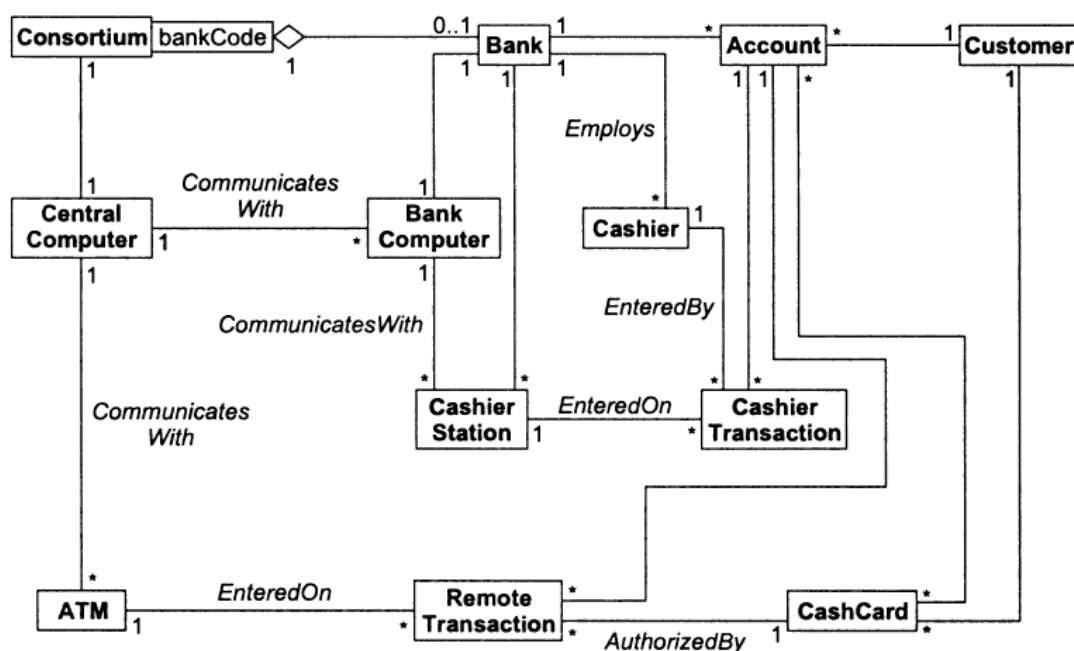 Consortium bankCode
0..1
1
Bank
1
*
Account
*
1
Customer
1
1
1
1
1
1
1
*
1
Employs
Communicates
With
1
1
*
Central
Computer
1
*
Bank
Computer
Cashier
1
1
1
EnteredBy
CommunicatesWith
*
*
*
*
Communicates
With
Cashier
Station
EnteredOn
1
*
Cashier
Transaction
*
ATM
1
EnteredOn
*
Remote
Transaction
*
*
AuthorizedBy
1
CashCard
*
*